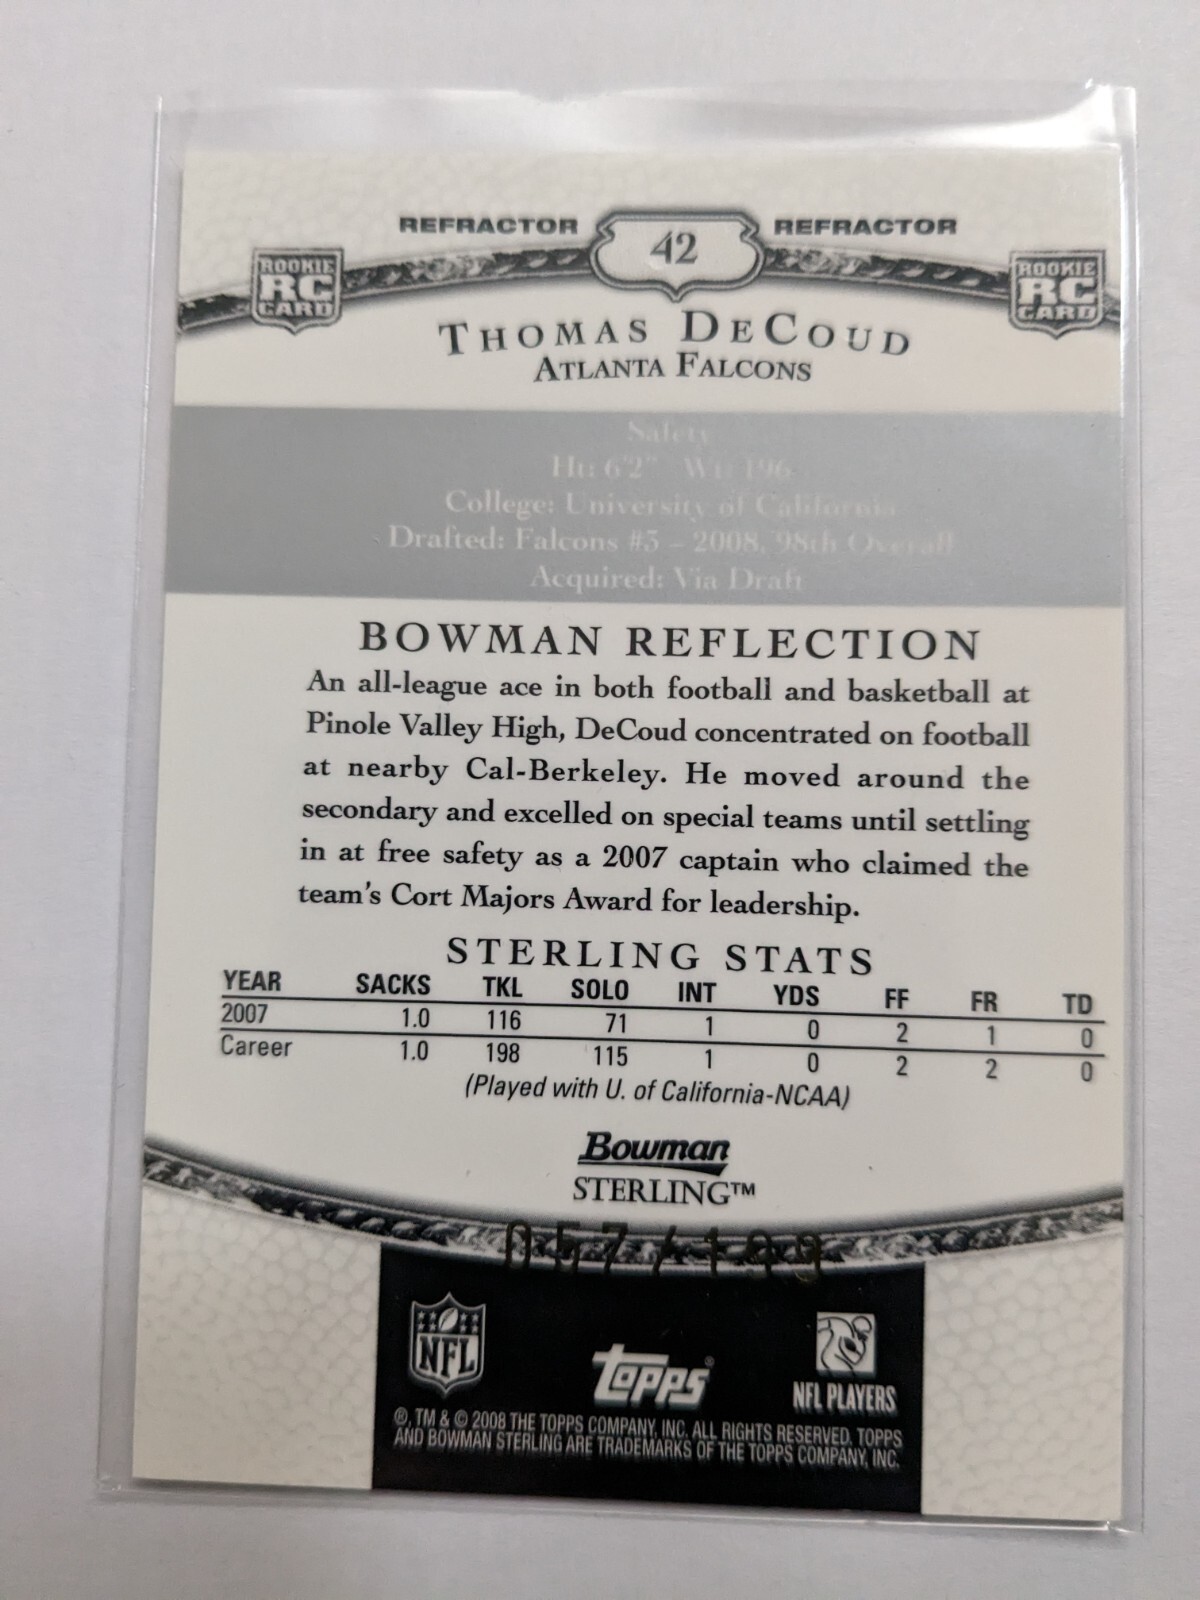 REFRACTOR 42 REFRACTOR
ROOKIE RC CARD
ROOKIE RC CARD
THOMAS DECOUD
ATLANTA FALCONS
Safety
Ht: 6'2" Wt: 196
College: University of California
Drafted: Falcons #3 - 2008, 98th Overall
Acquired: Via Draft
BOWMAN REFLECTION
An all-league ace in both football and basketball at
Pinole Valley High, DeCoud concentrated on football
at nearby Cal-Berkeley. He moved around the
secondary and excelled on special teams until settling
in at free safety as a 2007 captain who claimed the
team's Cort Majors Award for leadership.
STERLING STATS
YEAR SACKS TKL SOLO INT YDS FF FR TD
2007 1.0 116 71 1 0 2 1 0
Career 1.0 198 115 1 0 2 2 0
(Played with U. of California-NCAA)
Bowman
STERLING™
057/199
NFL
Topps®
NFL PLAYERS
®, TM & © 2008 THE TOPPS COMPANY, INC. ALL RIGHTS RESERVED. TOPPS
AND BOWMAN STERLING ARE TRADEMARKS OF THE TOPPS COMPANY, INC.